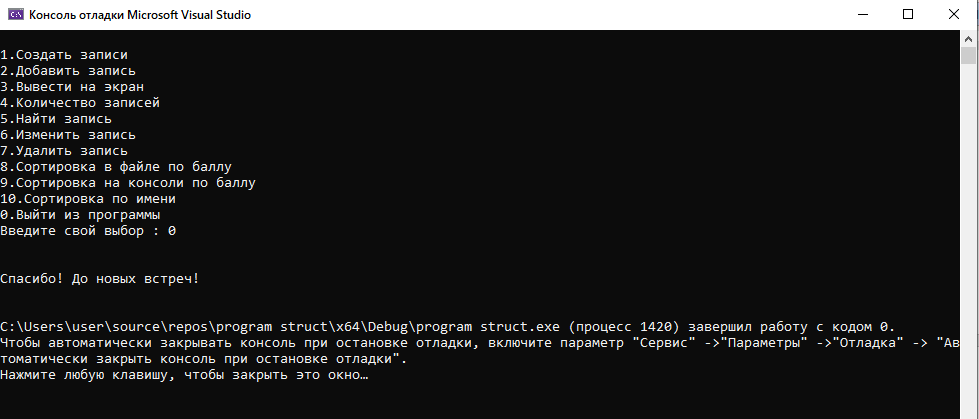 Консоль отладки Microsoft Visual Studio
1.Создать записи
2.Добавить запись
3.Вывести на экран
4.Количество записей
5.Найти запись
6.Изменить запись
7.Удалить запись
8.Сортировка в файле по баллу
9.Сортировка на консоли по баллу
10.Сортировка по имени
0.Выйти из программы
Введите свой выбор : 0
Спасибо! До новых встреч!
C:\Users\user\source\repos\program struct\x64\Debug\program struct.exe (процесс 1420) завершил работу с кодом 0.
Чтобы автоматически закрывать консоль при остановке отладки, включите параметр "Сервис" ->"Параметры" ->"Отладка" -> "Ав
томатически закрыть консоль при остановке отладки".
Нажмите любую клавишу, чтобы закрыть это окно…